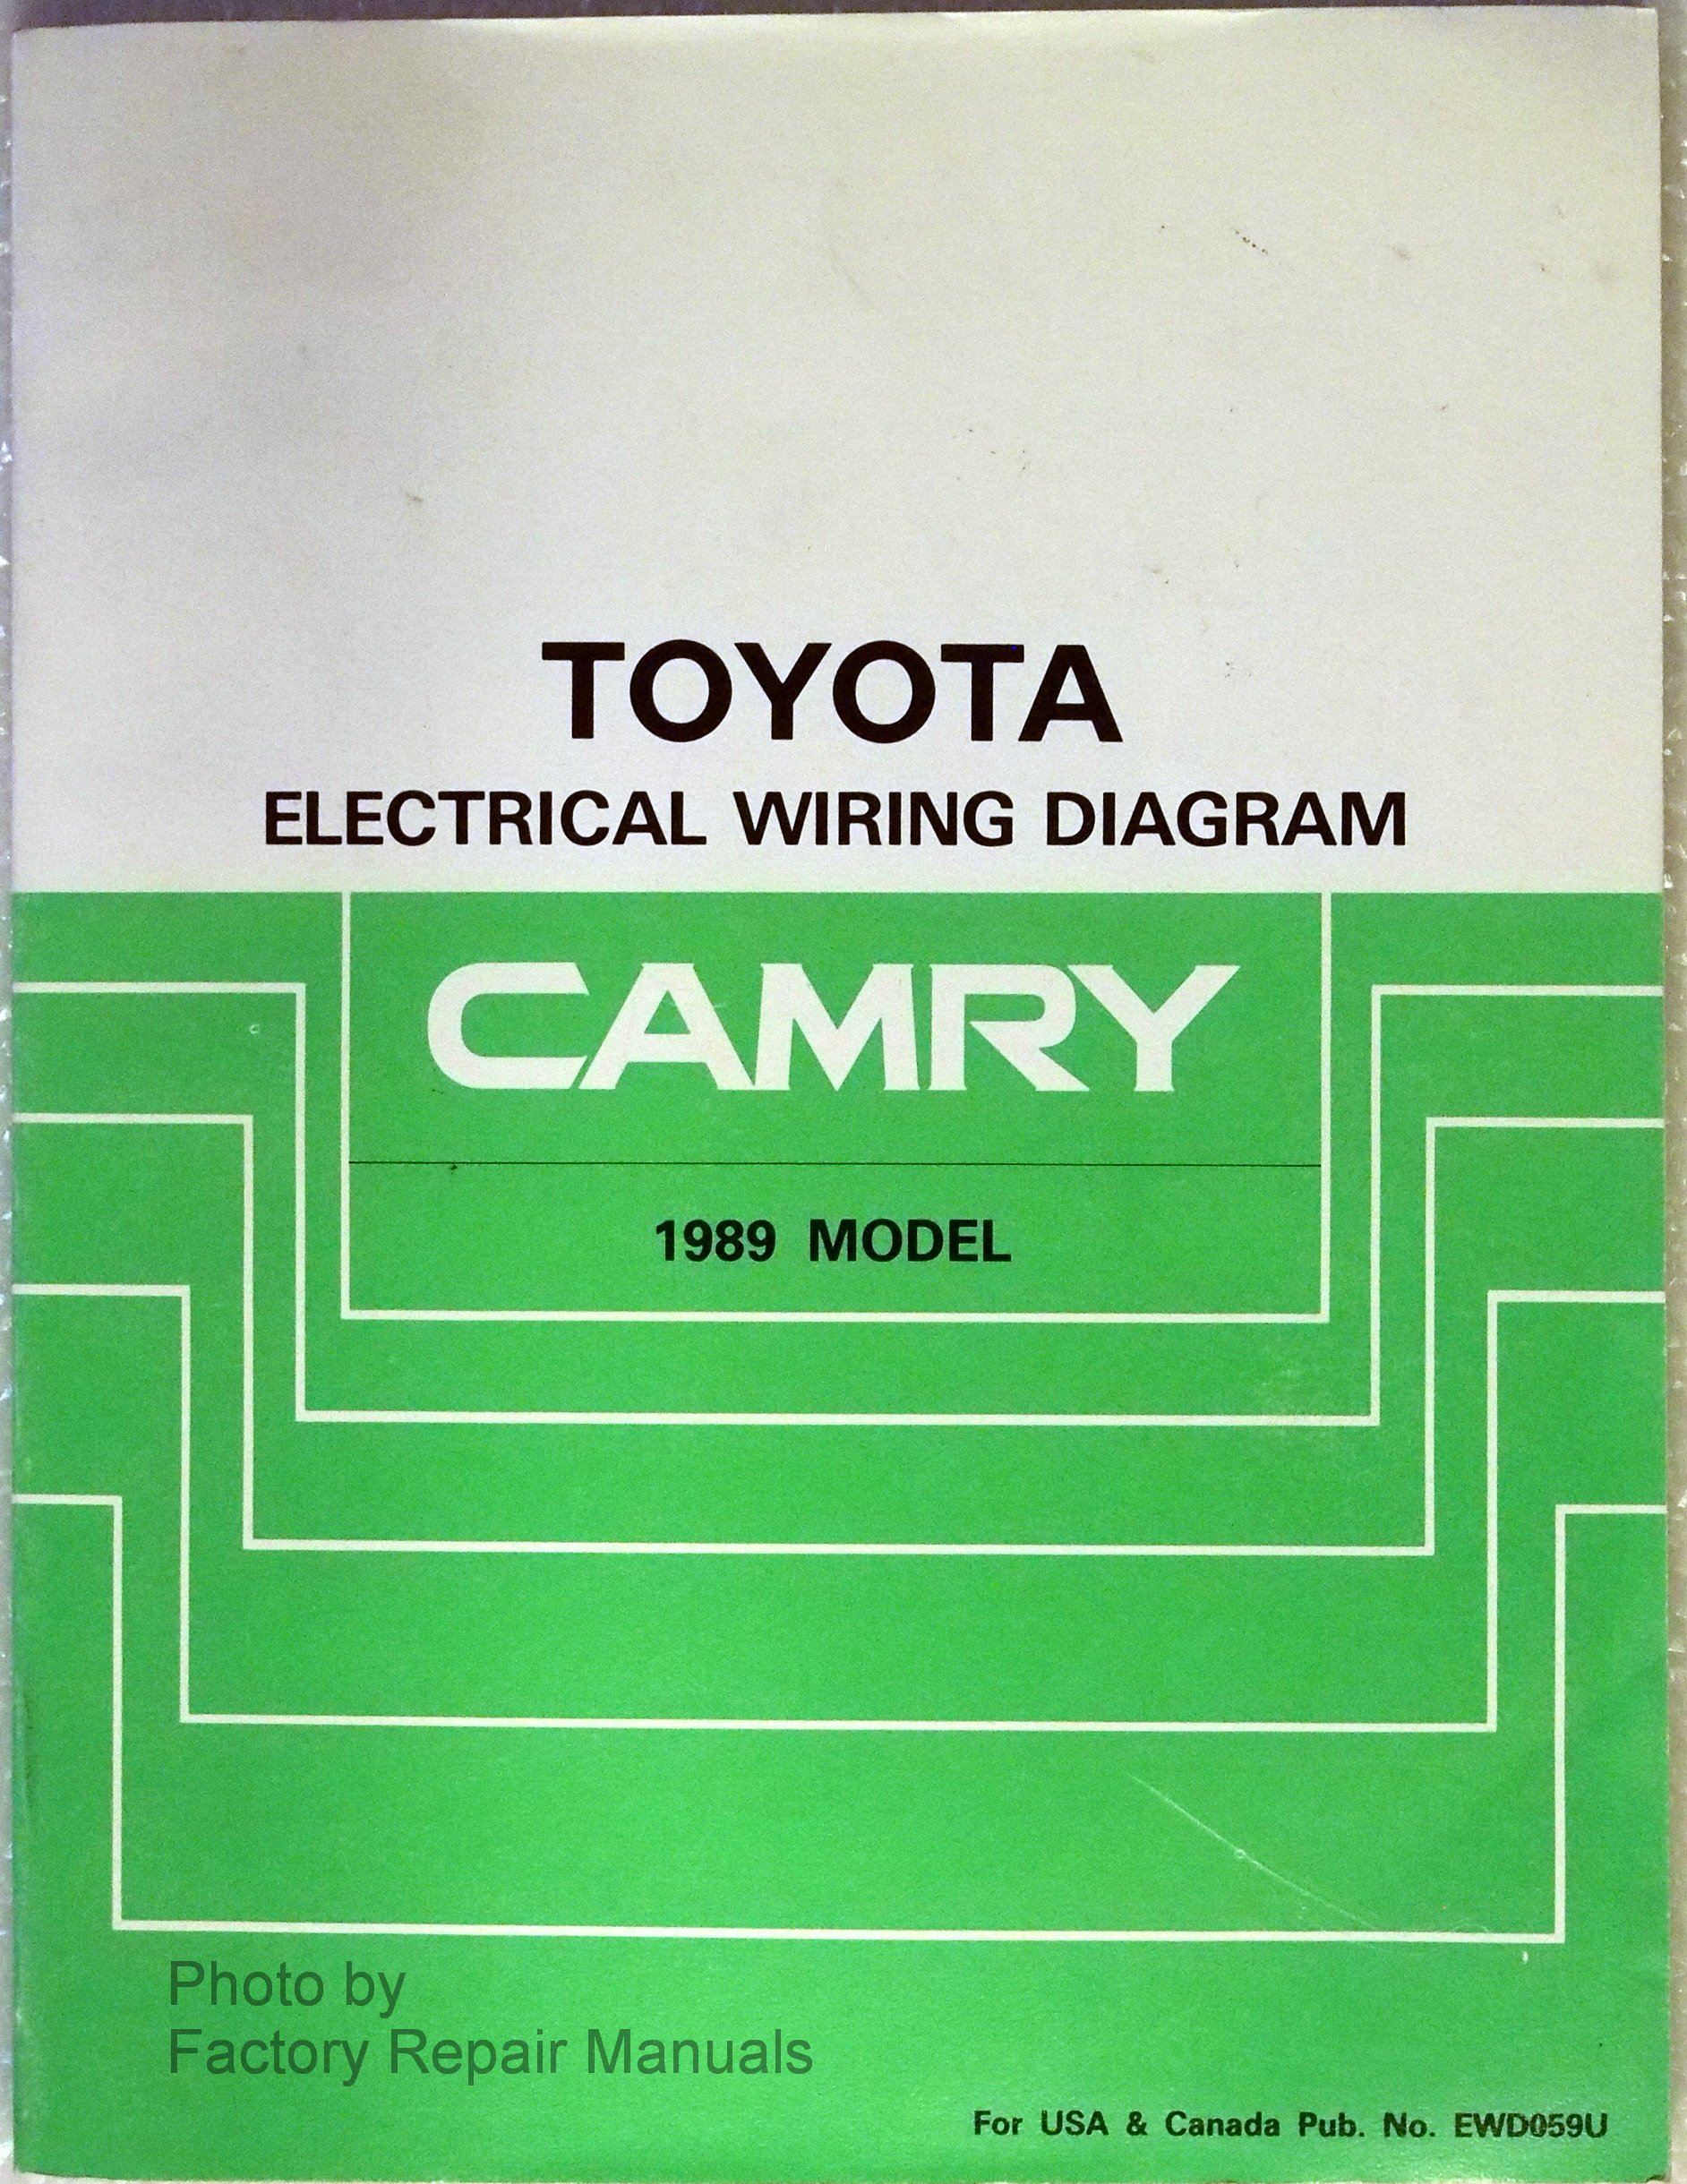 TOYOTA
ELECTRICAL WIRING DIAGRAM
CAMRY
1989 MODEL
Photo by
Factory Repair Manuals
For USA & Canada Pub. No. EWD059U